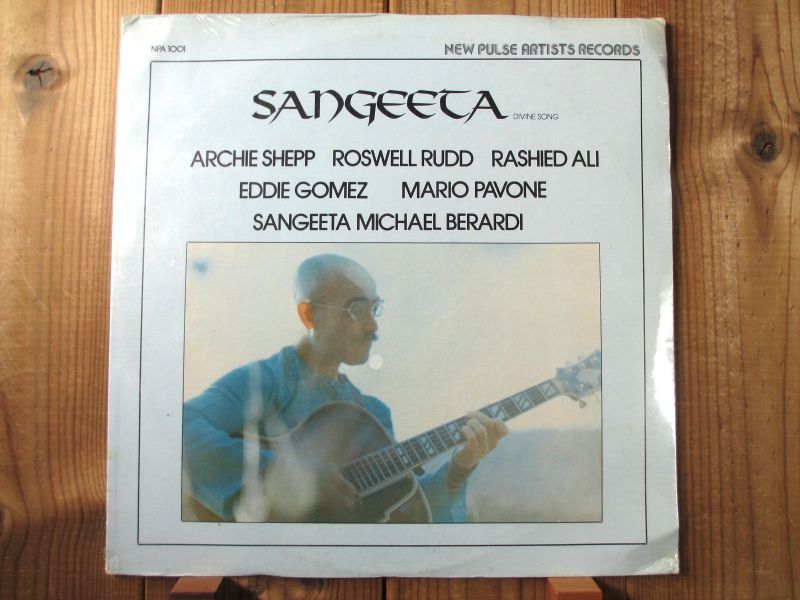 NPA 1001 NEW PULSE ARTISTS RECORDS
SANGEETA DIVINE SONG
ARCHIE SHEPP ROSWELL RUDD RASHIED ALI
EDDIE GOMEZ MARIO PAVONE
SANGEETA MICHAEL BERARDI